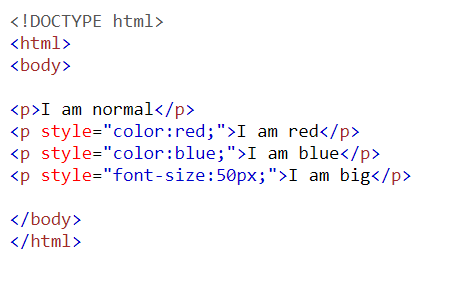 <!DOCTYPE html>
<html>
<body>
<p>I am normal</p>
<p style="color:red;">I am red</p>
<p style="color:blue;">I am blue</p>
<p style="font-size:50px;">I am big</p>
</body>
</html>